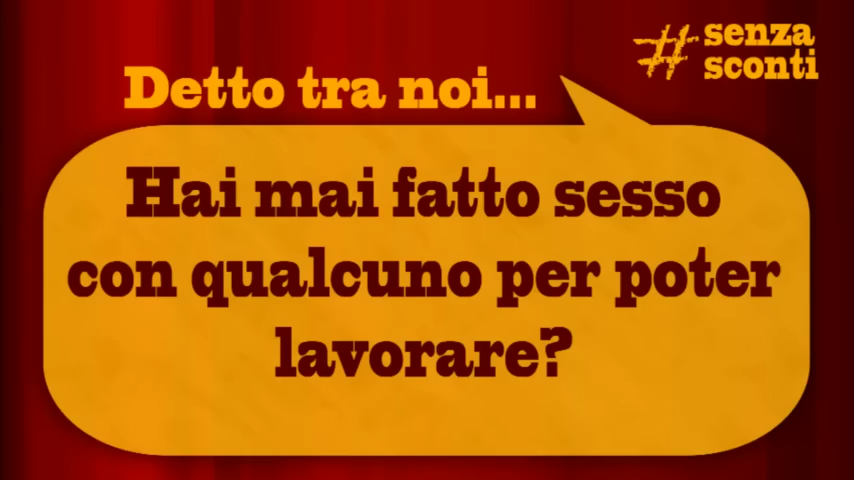 #senza
sconti
Detto tra noi...
Hai mai fatto sesso
con qualcuno per poter
lavorare?